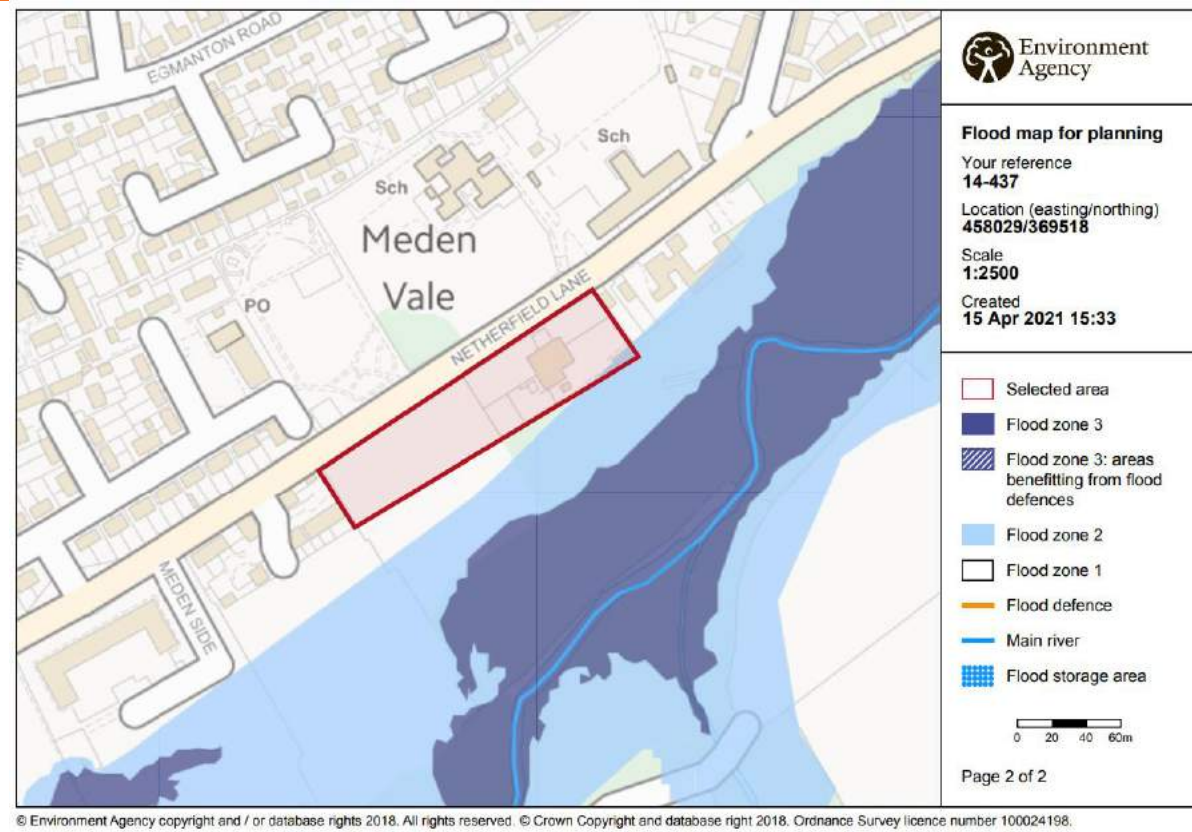 EGMANTON ROAD
Sch
Sch
Meden
Vale
PO
NETHERFIELD LANE
MEDEN SIDE
Environment
Agency
Flood map for planning
Your reference
14-437
Location (easting/northing)
458029/369518
Scale
1:2500
Created
15 Apr 2021 15:33
Selected area
Flood zone 3
Flood zone 3: areas
benefitting from flood
defences
Flood zone 2
Flood zone 1
Flood defence
Main river
Flood storage area
0 20 40 60m
Page 2 of 2
© Environment Agency copyright and / or database rights 2018. All rights reserved. © Crown Copyright and database right 2018. Ordnance Survey licence number 100024198.